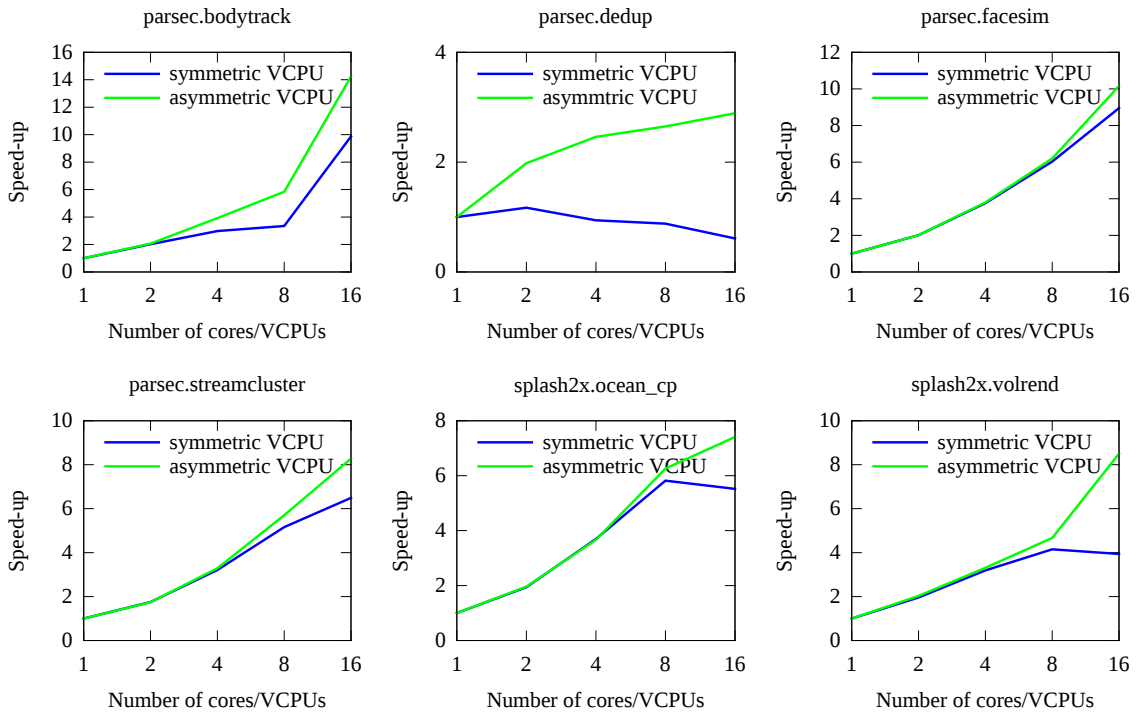 parsec.bodytrack
16
14
12
10
8
6
4
2
0
Speed-up
symmetric VCPU
asymmetric VCPU
1 2 4 8 16
Number of cores/VCPUs
parsec.dedup
4
2
0
Speed-up
symmetric VCPU
asymmtric VCPU
1 2 4 8 16
Number of cores/VCPUs
parsec.facesim
12
10
8
6
4
2
0
Speed-up
symmetric VCPU
asymmetric VCPU
1 2 4 8 16
Number of cores/VCPUs
parsec.streamcluster
10
8
6
4
2
0
Speed-up
symmetric VCPU
asymmetric VCPU
1 2 4 8 16
Number of cores/VCPUs
splash2x.ocean_cp
8
6
4
2
0
Speed-up
symmetric VCPU
asymmetric VCPU
1 2 4 8 16
Number of cores/VCPUs
splash2x.volrend
10
8
6
4
2
0
Speed-up
symmetric VCPU
asymmetric VCPU
1 2 4 8 16
Number of cores/VCPUs